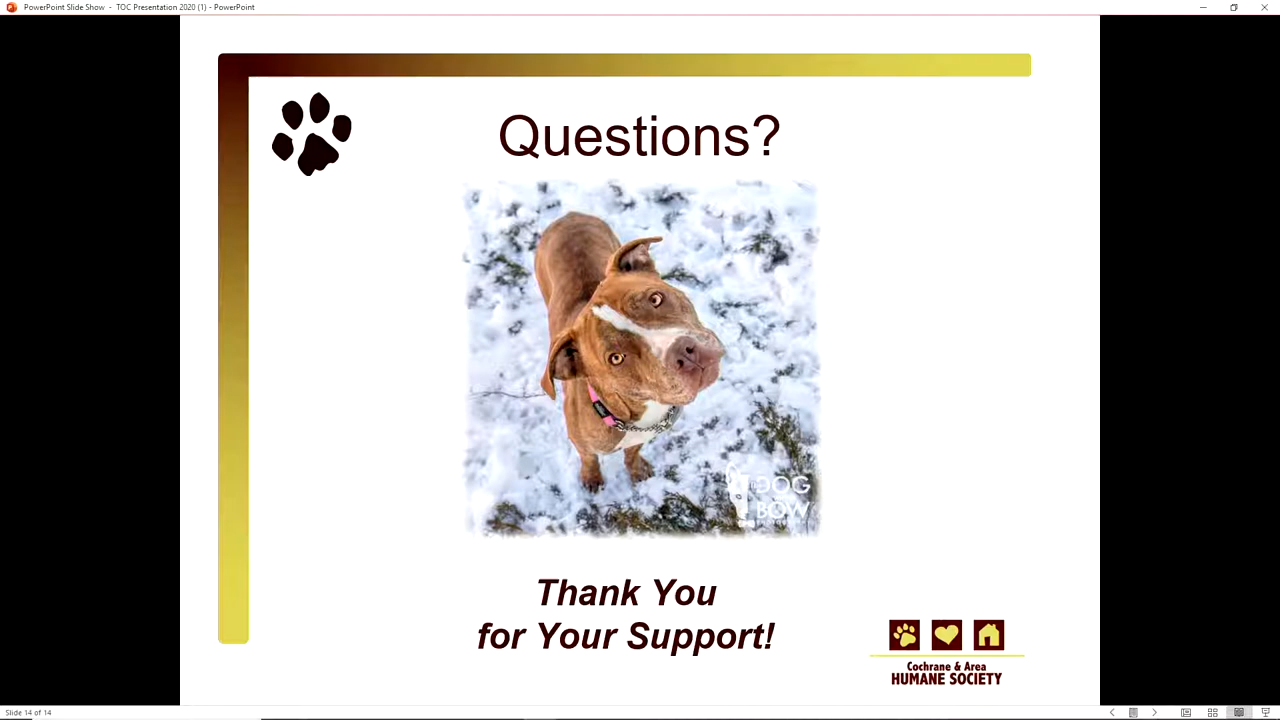 PowerPoint Slide Show - TOC Presentation 2020 (1) - PowerPoint
Questions?
DOG
BOW
Thank You
for Your Support!
Cochrane & Area
HUMANE SOCIETY
Slide 14 of 14